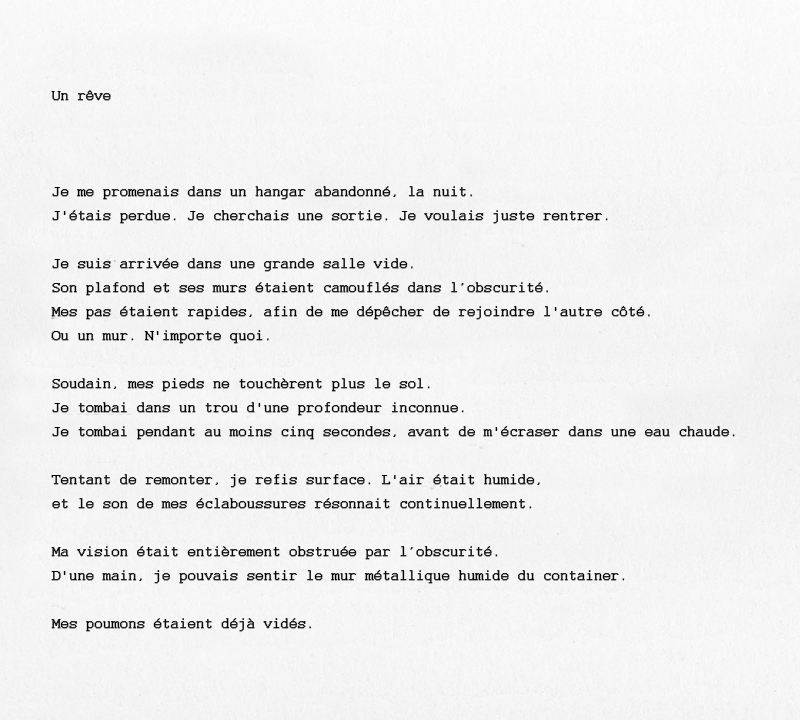 Un rêve
Je me promenais dans un hangar abandonné, la nuit.
J'étais perdue. Je cherchais une sortie. Je voulais juste rentrer.
Je suis arrivée dans une grande salle vide.
Son plafond et ses murs étaient camouflés dans l'obscurité.
Mes pas étaient rapides, afin de me dépêcher de rejoindre l'autre côté.
Ou un mur. N'importe quoi.
Soudain, mes pieds ne touchèrent plus le sol.
Je tombai dans un trou d'une profondeur inconnue.
Je tombai pendant au moins cinq secondes, avant de m'écraser dans une eau chaude.
Tentant de remonter, je refis surface. L'air était humide,
et le son de mes éclaboussures résonnait continuellement.
Ma vision était entièrement obstruée par l'obscurité.
D'une main, je pouvais sentir le mur métallique humide du container.
Mes poumons étaient déjà vidés.